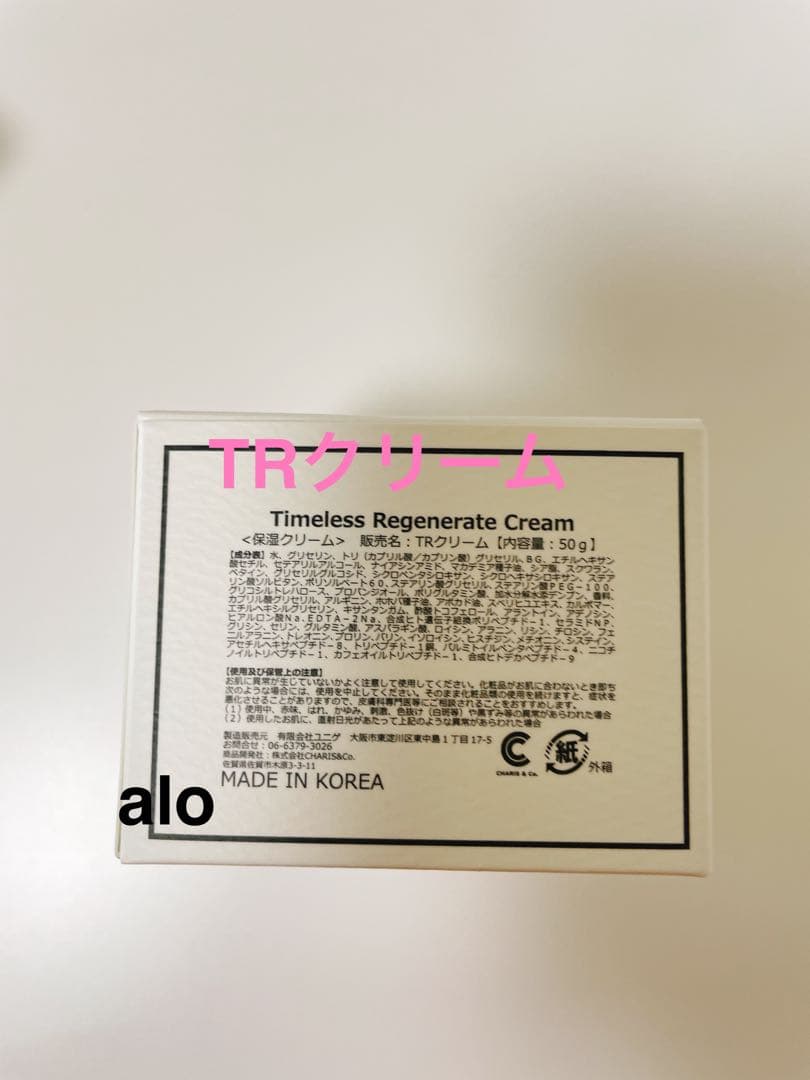 TRクリーム
Timeless Regenerate Cream
<保湿クリーム> 販売名:TRクリーム【内容量:50g】
【成分表】水、グリセリン、トリ(カプリル酸/カプリン酸)グリセリル、BG、エチルヘキサン
酸セチル、セテアリルアルコール、ナイアシンアミド、マカデミア種子油、シア脂、スクワラン、
ベタイン、グリセリルグルコシド、シクロペンタシロキサン、シクロヘキサシロキサン、ステア
リン酸ソルビタン、ポリソルベート60、ステアリン酸グリセリル、ステアリン酸PEG-100、
グリコシルトレハロース、プロパンジオール、ポリグルタミン酸、加水分解水添デンプン、香料、
カプリル酸グリセリル、アルギニン、ホホバ種子油、アボカド油、スベリヒユエキス、カルボマー、
エチルヘキシルグリセリン、キサンタンガム、酢酸トコフェロール、アラントイン、アデノシン、
ヒアルロン酸Na、EDTA-2Na、合成ヒト遺伝子組換ポリペプチド-1、セラミドNP、
グリシン、セリン、グルタミン酸、アスパラギン酸、ロイシン、アラニン、リシン、チロシン、フェ
ニルアラニン、トレオニン、プロリン、バリン、イソロイシン、ヒスチジン、メチオニン、システイン、
アセチルヘキサペプチド-8、トリペプチド-1銅、パルミトイルペンタペプチド-4、ニコチ
ノイルトリペプチド-1、カフェオイルトリペプチド-1、合成ヒトデカペプチド-9
【使用及び保管上の注意】
お肌に異常が生じていないかよく注意して使用してください。化粧品がお肌に合わないとき即ち
次のような場合には、使用を中止してください。そのまま化粧品類の使用を続けますと、症状を
悪化させることがありますので、皮膚科専門医等にご相談されることをおすすめします。
(1)使用中、赤味、はれ、かゆみ、刺激、色抜け(白斑等)や黒ずみ等の異常があらわれた場合
(2)使用したお肌に、直射日光があたって上記のような異常があらわれた場合
製造販売元 有限会社ユニゲ 大阪市東淀川区東中島1丁目17-5
お問合せ:06-6379-3026
商品開発社:株式会社CHARIS&Co.
佐賀県佐賀市木原3-3-11
MADE IN KOREA
CHARIS & Co.
紙
外箱
alo